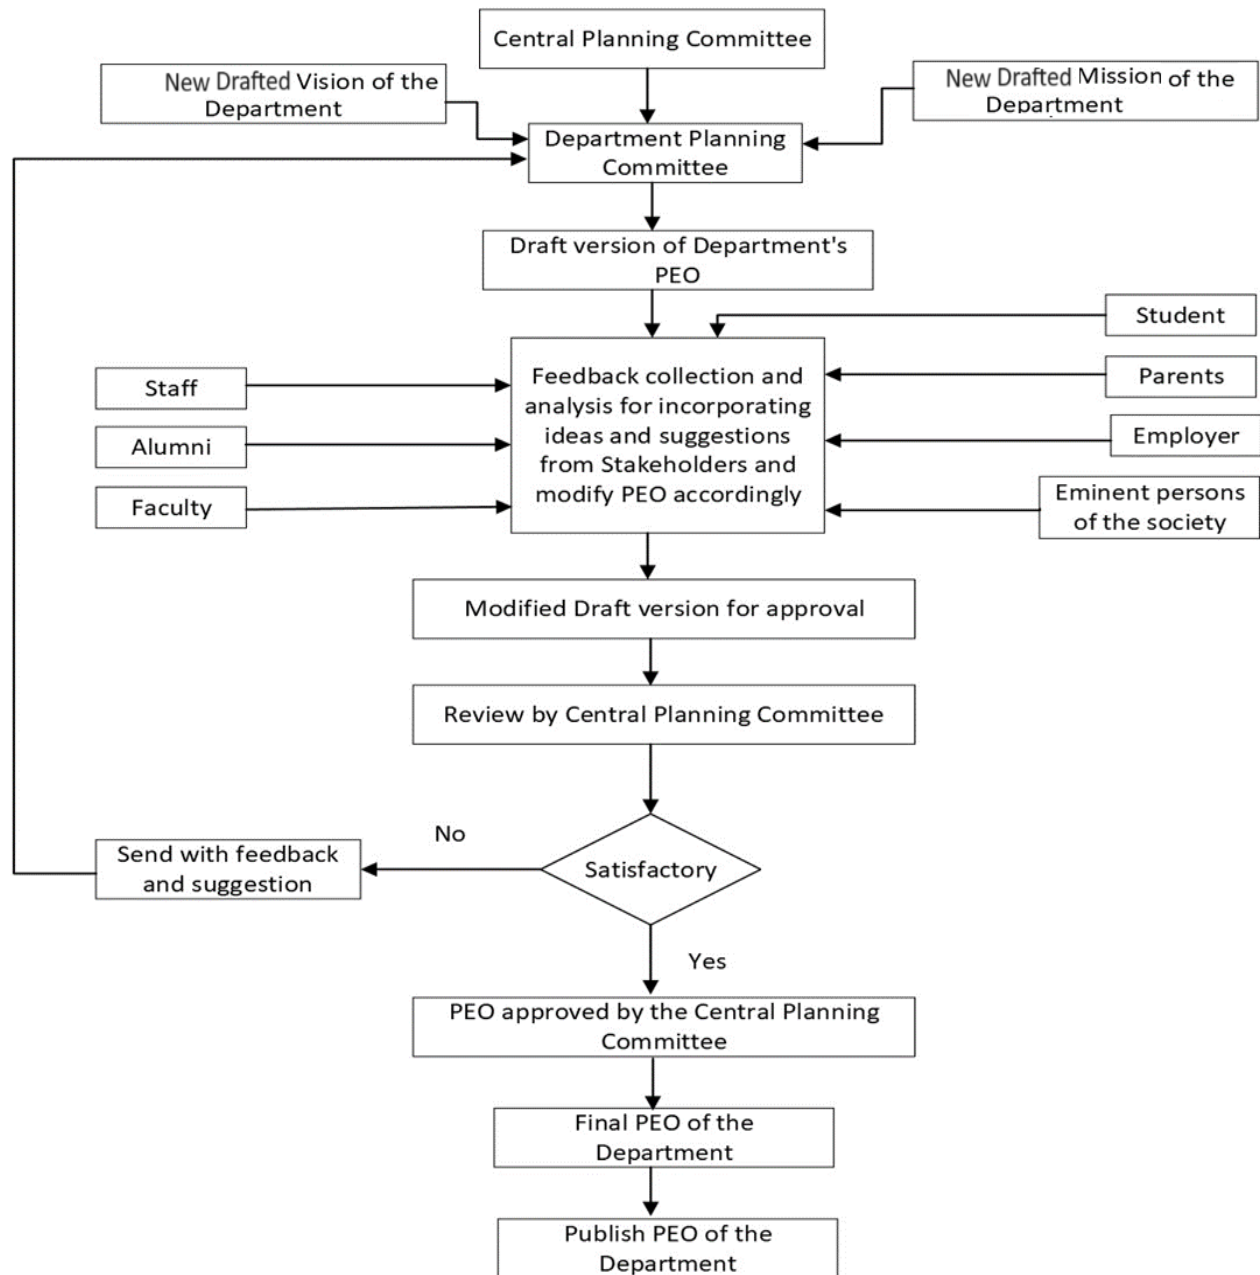 Central Planning Committee
New Drafted Vision of the
Department
New Drafted Mission of the
Department
Department Planning
Committee
Draft version of Department's
PEO
Student
Staff
Feedback collection and
analysis for incorporating
ideas and suggestions
from Stakeholders and
modify PEO accordingly
Parents
Alumni
Employer
Faculty
Eminent persons
of the society
Modified Draft version for approval
Review by Central Planning Committee
No
Send with feedback
and suggestion
Satisfactory
Yes
PEO approved by the Central Planning
Committee
Final PEO of the
Department
Publish PEO of the
Department